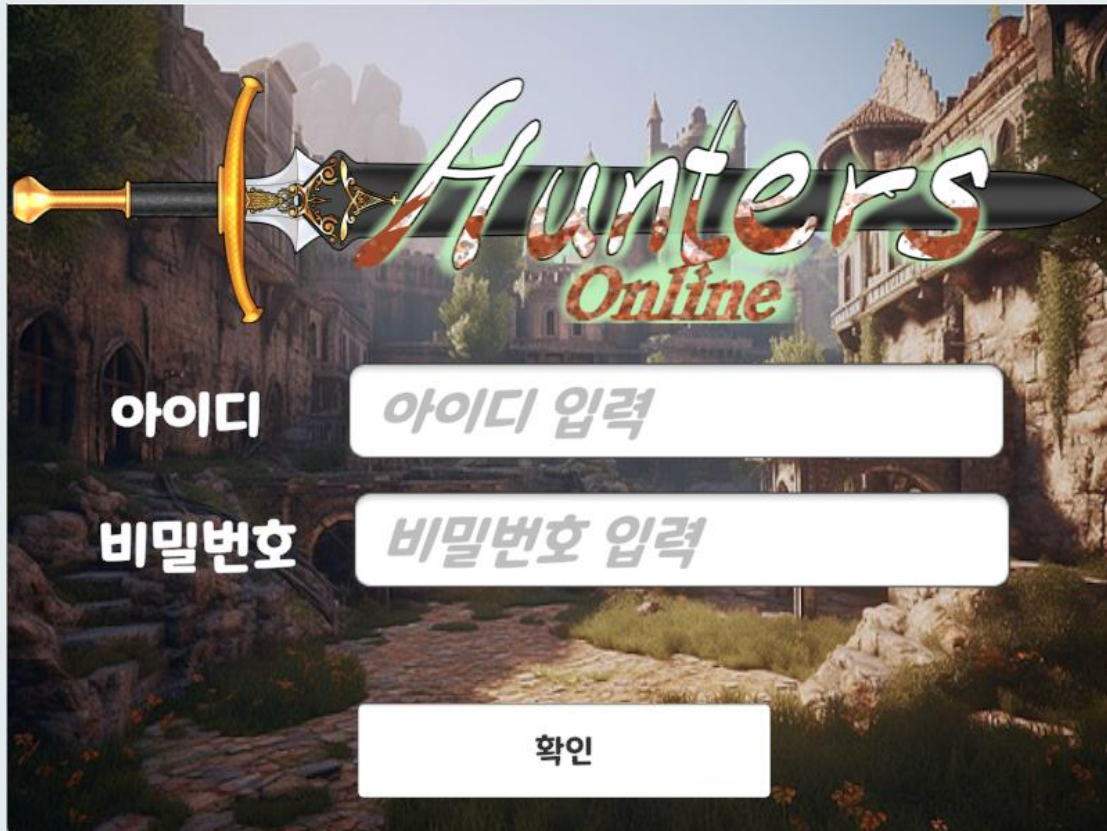 Hunters
Online
아이디
아이디 입력
비밀번호
비밀번호 입력
확인